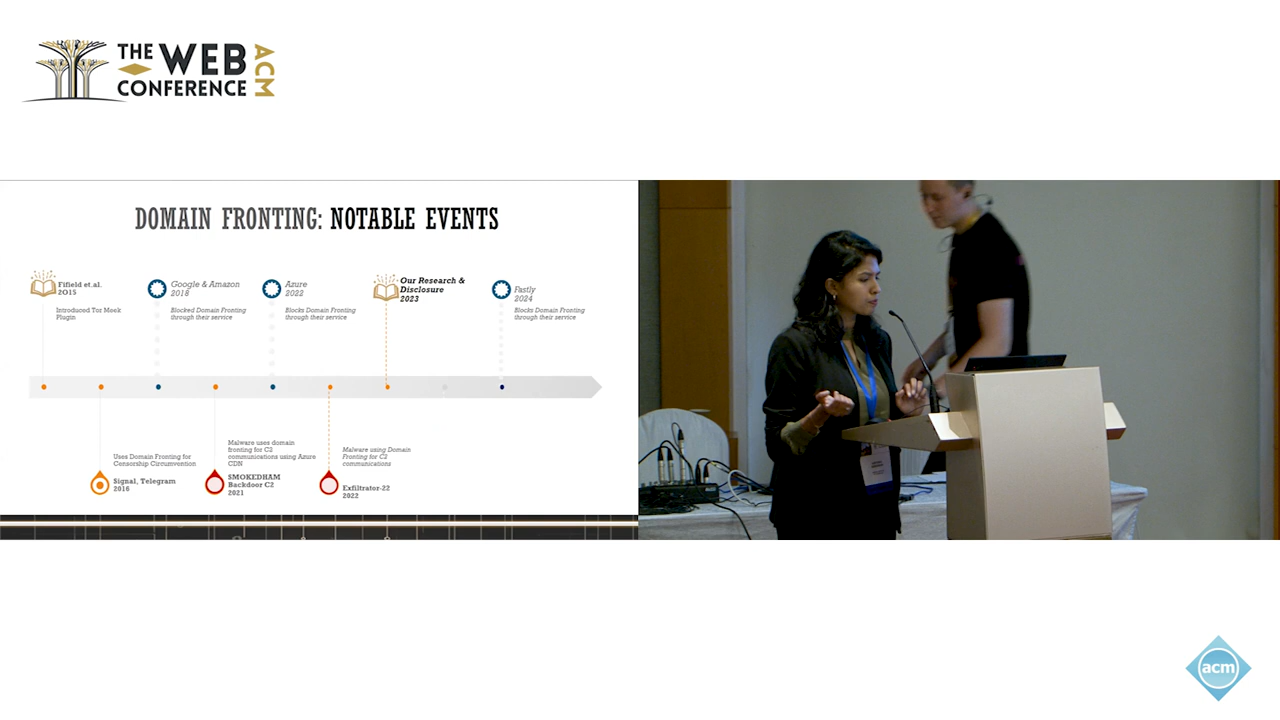 THE WEB
CONFERENCE
ACM
DOMAIN FRONTING: NOTABLE EVENTS
Fifield et.al.
2O15
Introduced Tor Meek
Plugin
Google & Amazon
2018
Blocked Domain Fronting
through their service
Azure
2022
Blocks Domain Fronting
through their service
Our Research &
Disclosure
2023
Fastly
2024
Blocks Domain Fronting
through their service
Uses Domain Fronting for
Censorship Circumvention
Signal, Telegram
2016
Malware uses domain
fronting for C2
communications using Azure
CDN
SMOKEDHAM
Backdoor C2
2021
Malware using Domain
Fronting for C2
communications
Exfiltrator-22
2022
acm